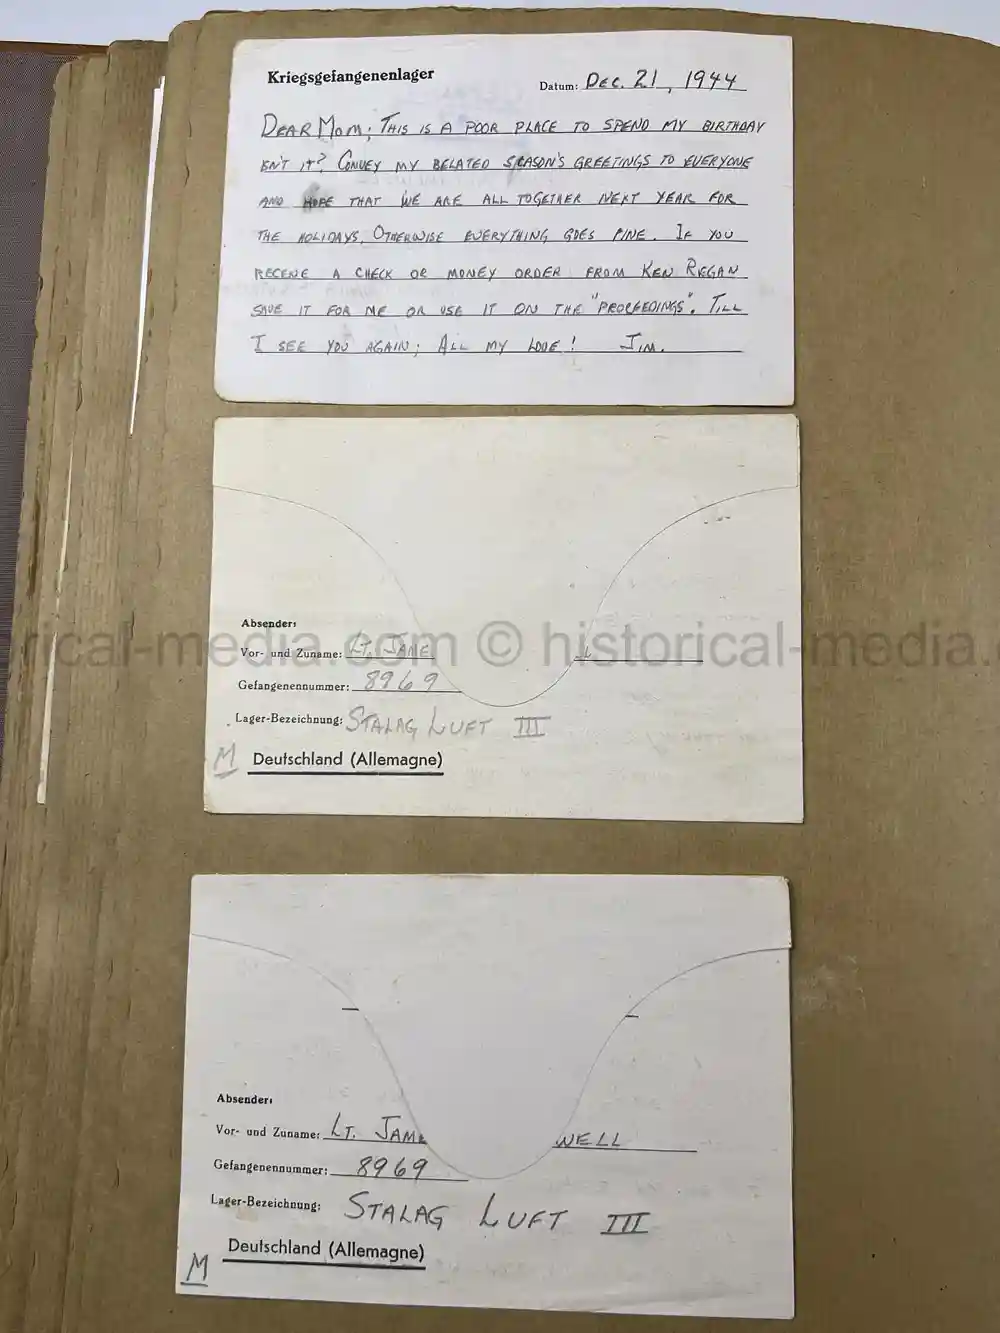 Kriegsgefangenenlager
Datum: DEC. 21, 1944
DEAR MOM; THIS IS A POOR PLACE TO SPEND MY BIRTHDAY
ISN'T IT? CONVEY MY BELATED SEASON'S GREETINGS TO EVERYONE
AND HOPE THAT WE ARE ALL TOGETHER NEXT YEAR FOR
THE HOLIDAYS. OTHERWISE EVERYTHING GOES FINE. IF YOU
RECEIVE A CHECK OR MONEY ORDER FROM KEN REGAN
SAVE IT FOR ME OR USE IT ON THE "PROCEEDINGS". TILL
I SEE YOU AGAIN; ALL MY LOVE! JIM.
Absender:
Vor- und Zuname: LT. JAME
Gefangenennummer: 8969
Lager-Bezeichnung: STALAG LUFT III
M Deutschland (Allemagne)
orical-media.com © historical-media.
Absender:
Vor- und Zuname: LT. JAME WELL
Gefangenennummer: 8969
Lager-Bezeichnung: STALAG LUFT III
M Deutschland (Allemagne)